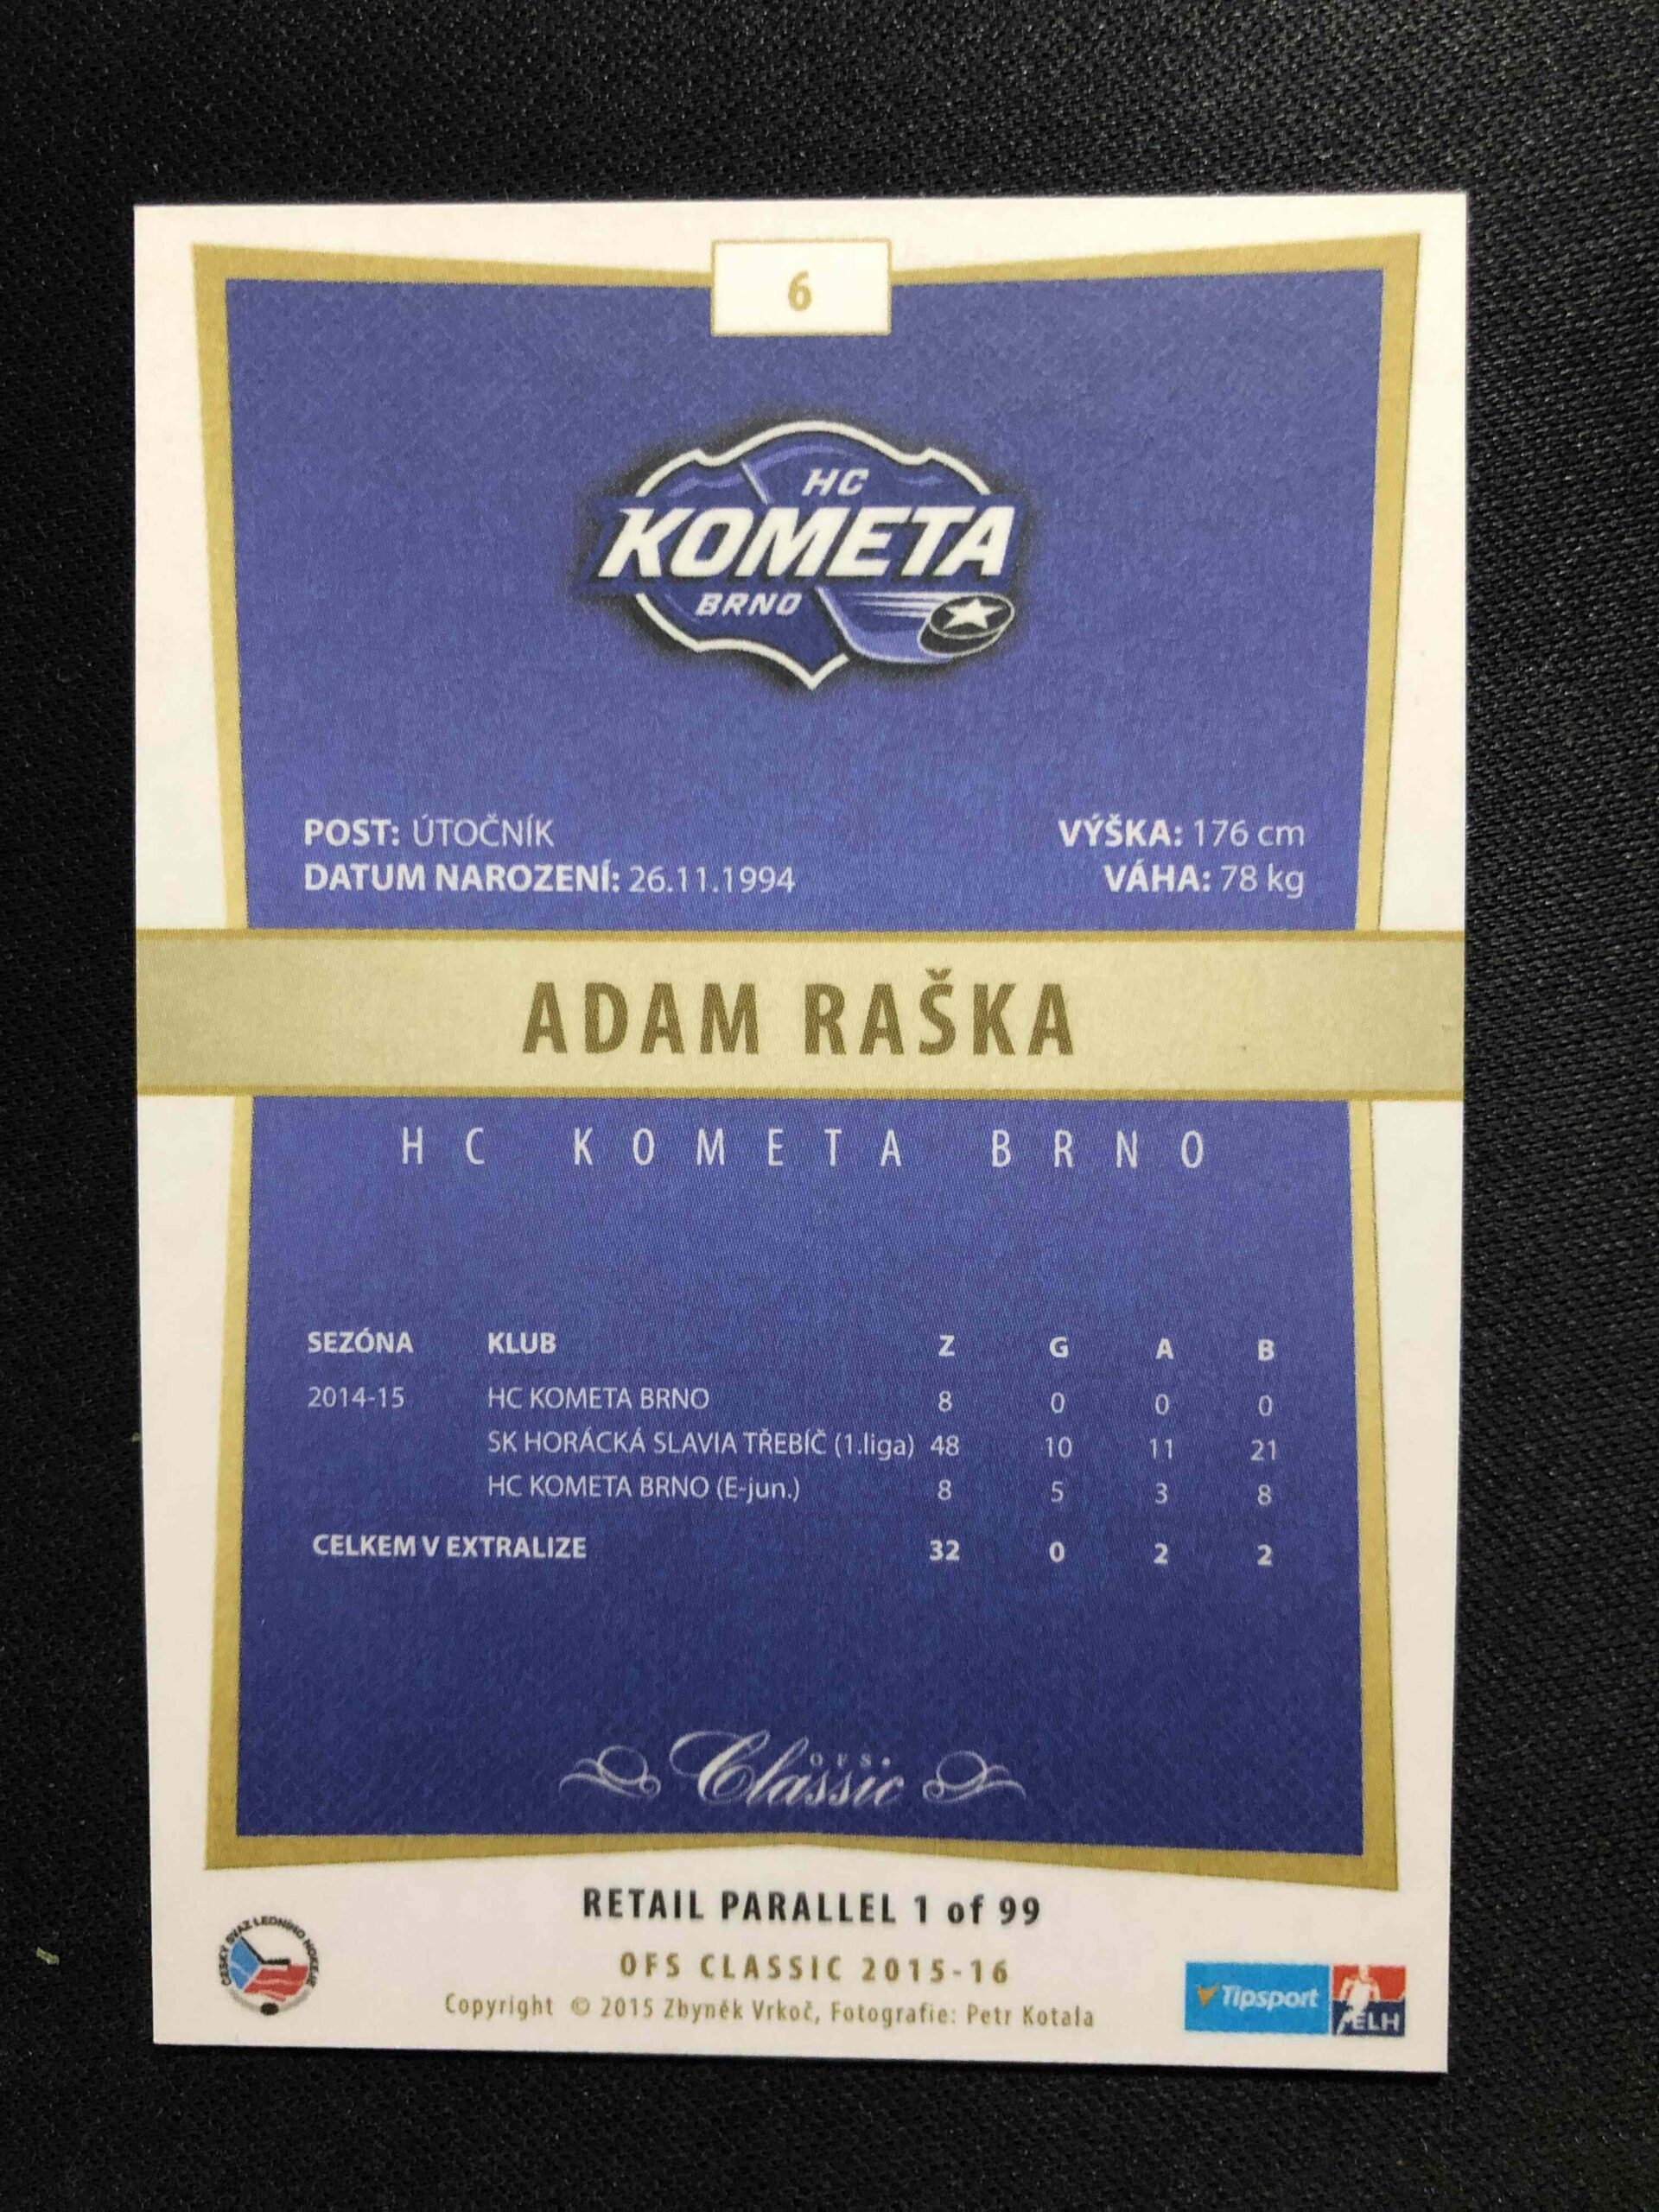 6
HC
KOMETA
BRNO
POST: ÚTOČNÍK
VÝŠKA: 176 cm
DATUM NAROZENÍ: 26.11.1994
VÁHA: 78 kg
ADAM RAŠKA
HC KOMETA BRNO
SEZÓNA KLUB Z G A B
2014-15 HC KOMETA BRNO 8 0 0 0
SK HORÁCKÁ SLAVIA TŘEBÍČ (1.liga) 48 10 11 21
HC KOMETA BRNO (E-jun.) 8 5 3 8
CELKEM V EXTRALIZE 32 0 2 2
OFS
Classic
RETAIL PARALLEL 1 of 99
OFS CLASSIC 2015-16
Copyright © 2015 Zbyněk Vrkoč, Fotografie: Petr Kotala
ČESKÝ SVAZ LEDNÍHO HOKEJE
Tipsport
ELH